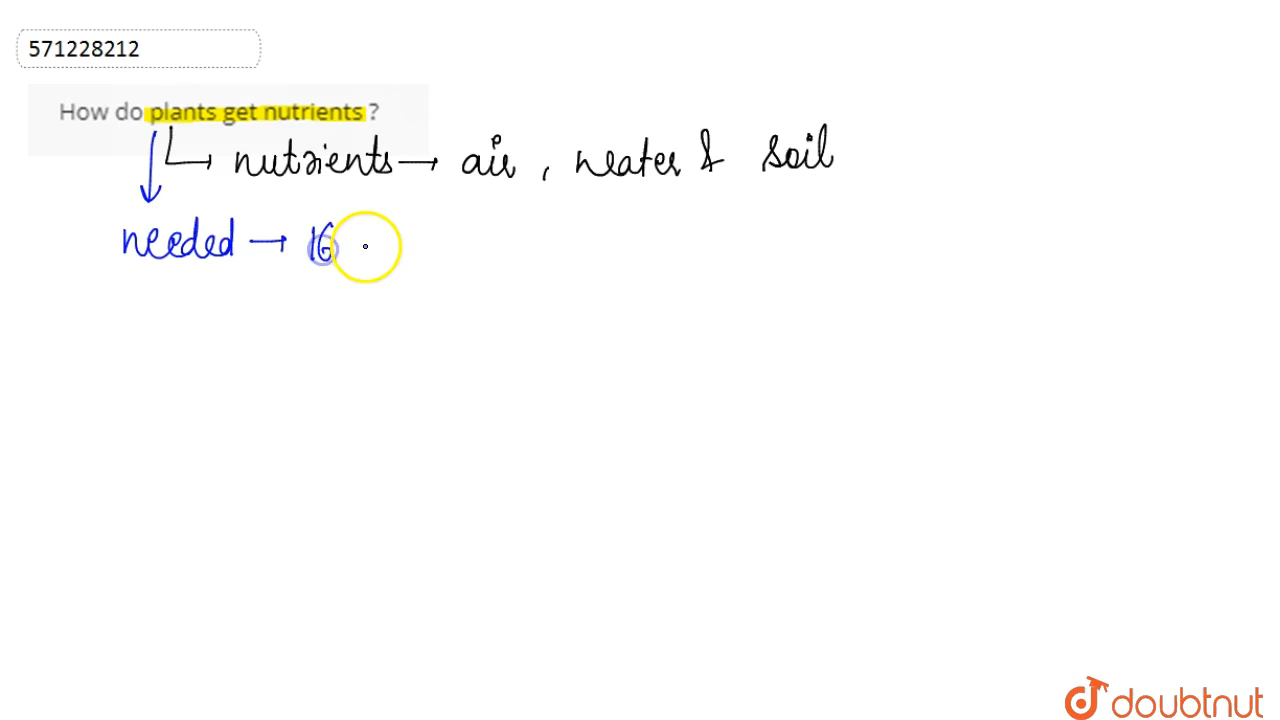 571228212
How do plants get nutrients ?
nutrients → air , water & soil
needed → 16
doubtnut